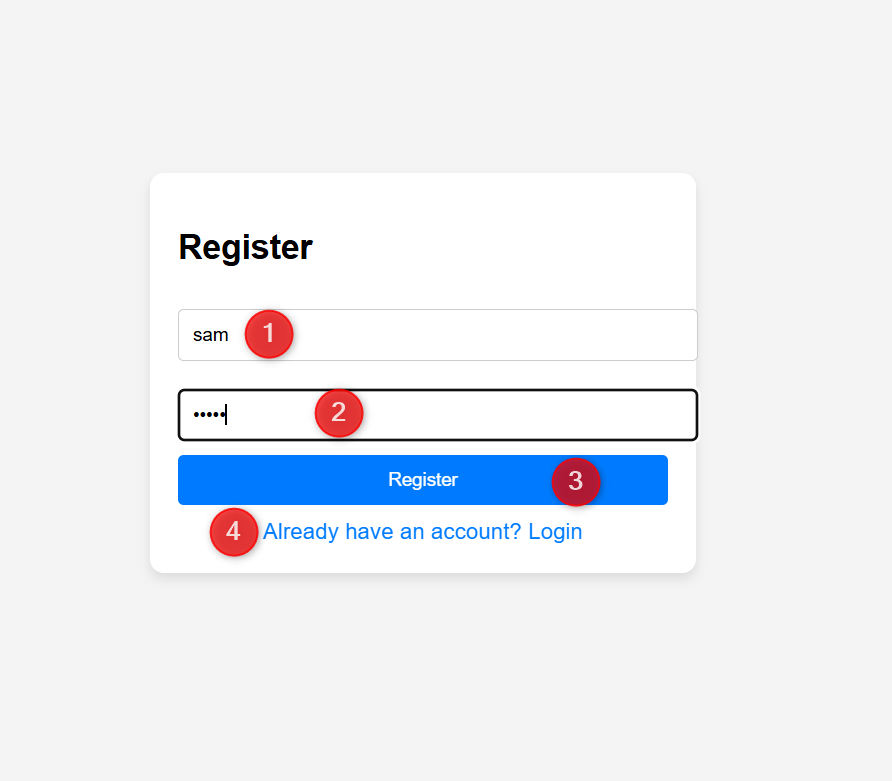 Register
sam 1
••••• 2
Register 3
4 Already have an account? Login